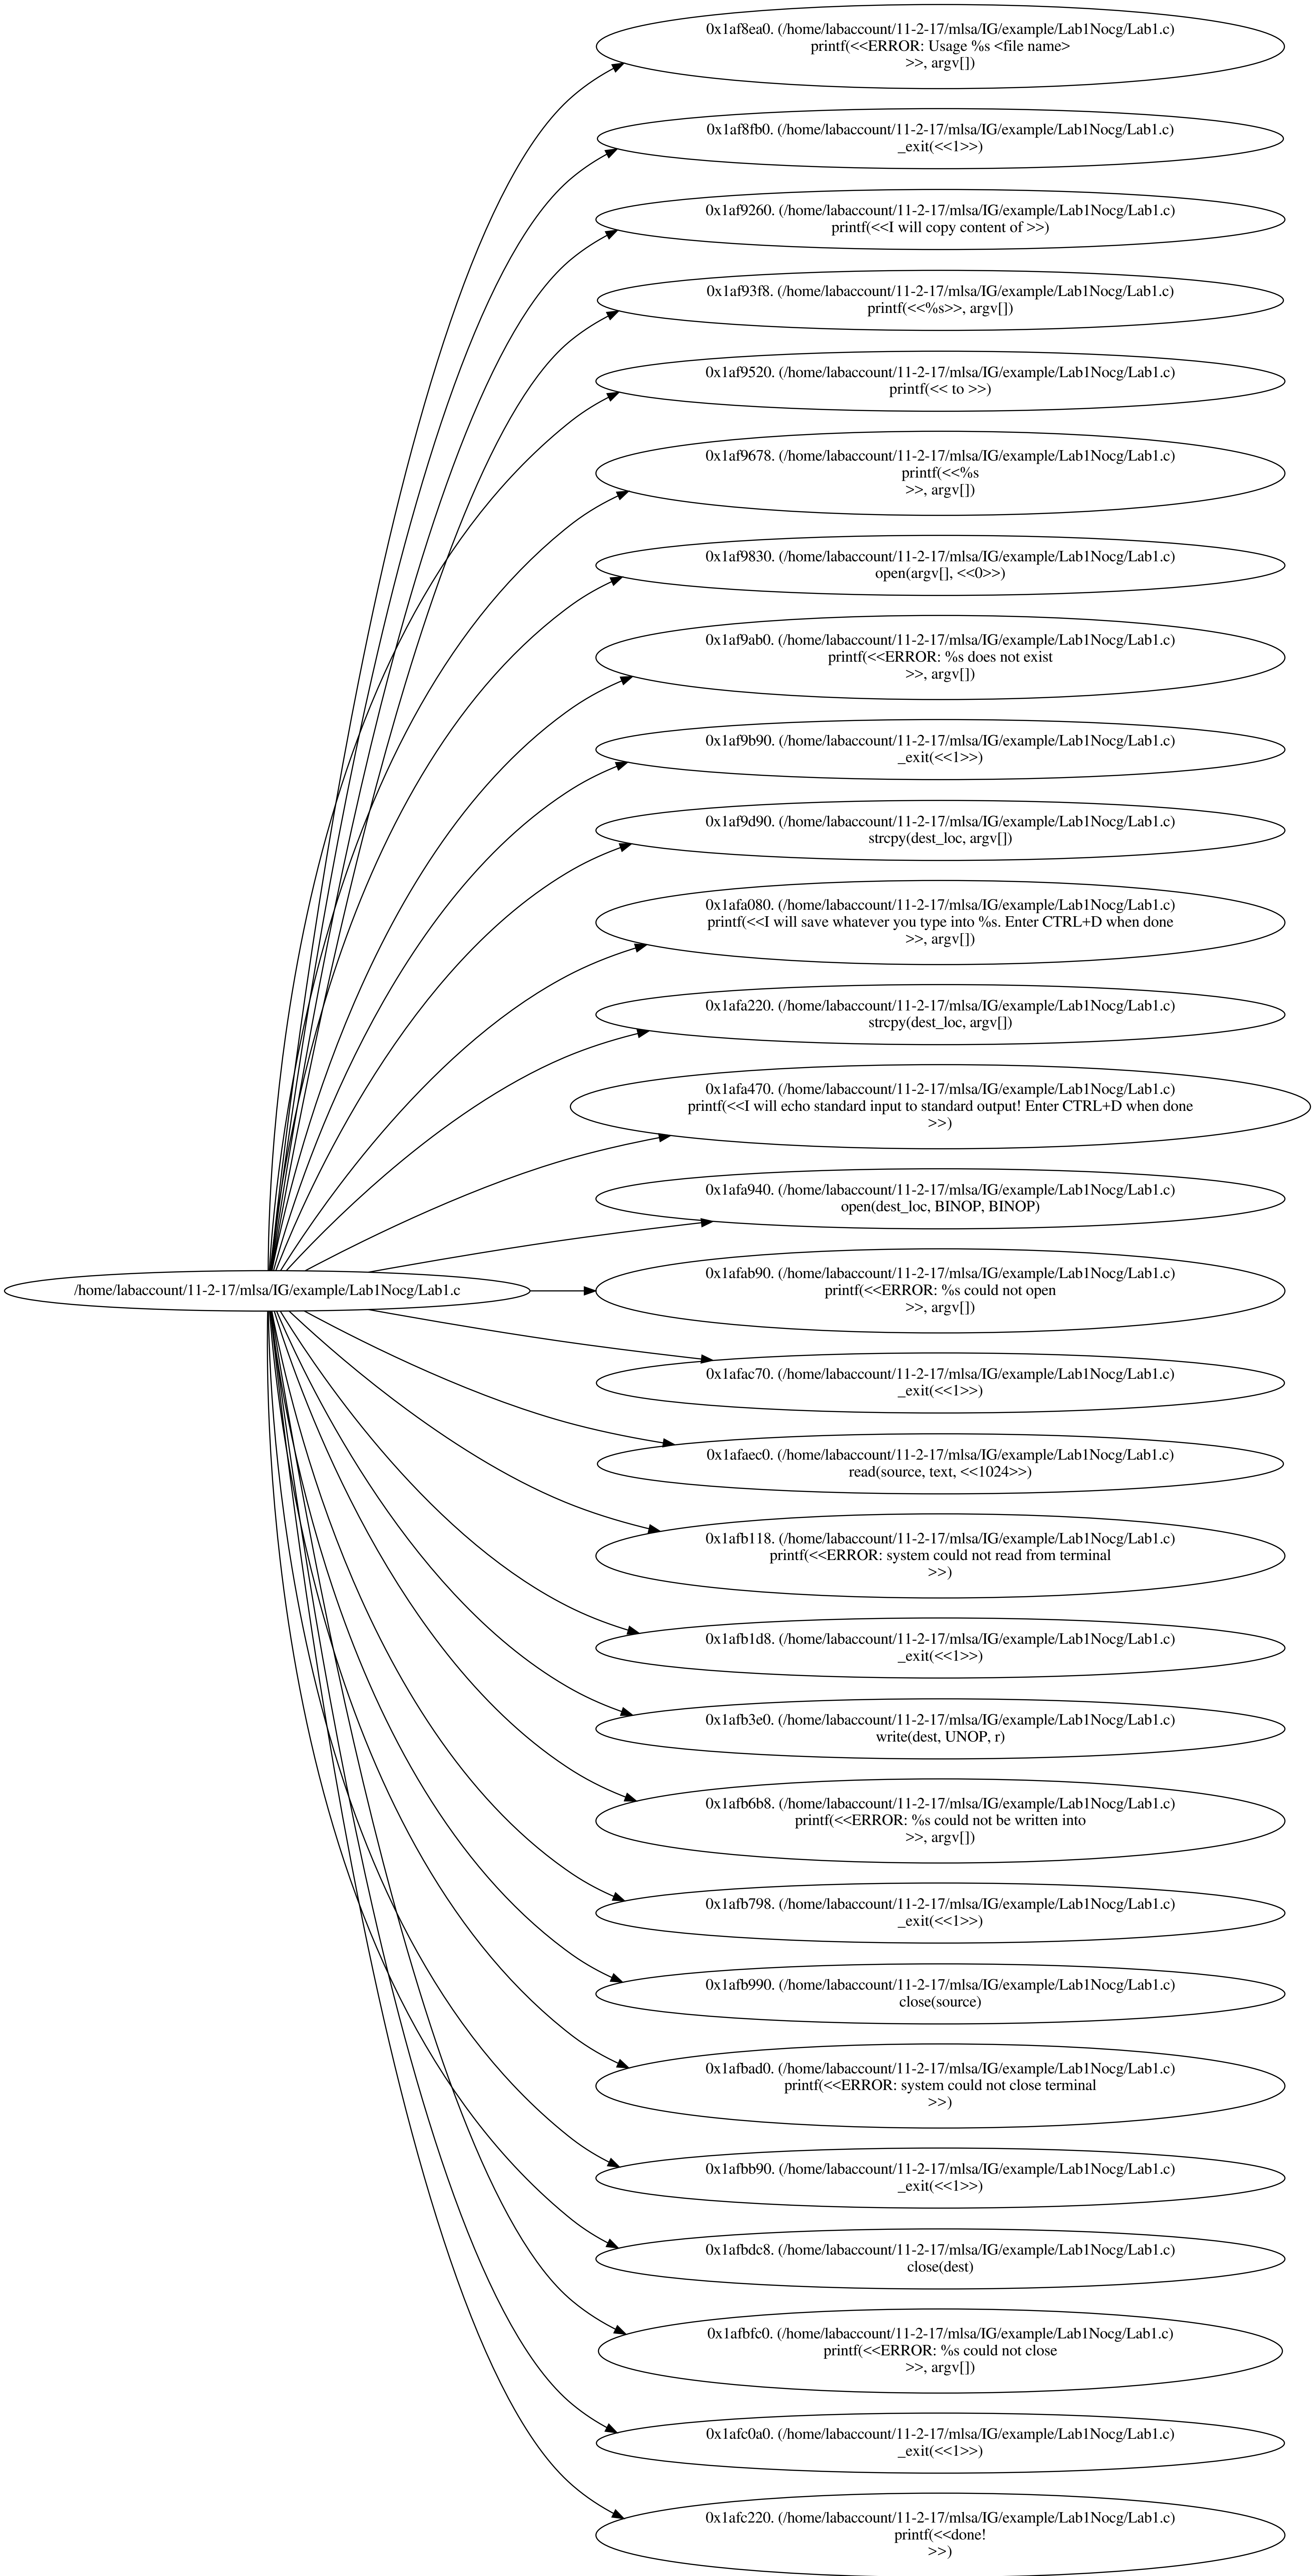 0x1af8ea0. (/home/labaccount/11-2-17/mlsa/IG/example/Lab1Nocg/Lab1.c)
printf(<<ERROR: Usage %s <file name>
>>, argv[])
0x1af8fb0. (/home/labaccount/11-2-17/mlsa/IG/example/Lab1Nocg/Lab1.c)
_exit(<<1>>)
0x1af9260. (/home/labaccount/11-2-17/mlsa/IG/example/Lab1Nocg/Lab1.c)
printf(<<I will copy content of >>)
0x1af93f8. (/home/labaccount/11-2-17/mlsa/IG/example/Lab1Nocg/Lab1.c)
printf(<<%s>>, argv[])
0x1af9520. (/home/labaccount/11-2-17/mlsa/IG/example/Lab1Nocg/Lab1.c)
printf(<< to >>)
0x1af9678. (/home/labaccount/11-2-17/mlsa/IG/example/Lab1Nocg/Lab1.c)
printf(<<%s
>>, argv[])
0x1af9830. (/home/labaccount/11-2-17/mlsa/IG/example/Lab1Nocg/Lab1.c)
open(argv[], <<0>>)
0x1af9ab0. (/home/labaccount/11-2-17/mlsa/IG/example/Lab1Nocg/Lab1.c)
printf(<<ERROR: %s does not exist
>>, argv[])
0x1af9b90. (/home/labaccount/11-2-17/mlsa/IG/example/Lab1Nocg/Lab1.c)
_exit(<<1>>)
0x1af9d90. (/home/labaccount/11-2-17/mlsa/IG/example/Lab1Nocg/Lab1.c)
strcpy(dest_loc, argv[])
0x1afa080. (/home/labaccount/11-2-17/mlsa/IG/example/Lab1Nocg/Lab1.c)
printf(<<I will save whatever you type into %s. Enter CTRL+D when done
>>, argv[])
0x1afa220. (/home/labaccount/11-2-17/mlsa/IG/example/Lab1Nocg/Lab1.c)
strcpy(dest_loc, argv[])
0x1afa470. (/home/labaccount/11-2-17/mlsa/IG/example/Lab1Nocg/Lab1.c)
printf(<<I will echo standard input to standard output! Enter CTRL+D when done
>>)
0x1afa940. (/home/labaccount/11-2-17/mlsa/IG/example/Lab1Nocg/Lab1.c)
open(dest_loc, BINOP, BINOP)
/home/labaccount/11-2-17/mlsa/IG/example/Lab1Nocg/Lab1.c
0x1afab90. (/home/labaccount/11-2-17/mlsa/IG/example/Lab1Nocg/Lab1.c)
printf(<<ERROR: %s could not open
>>, argv[])
0x1afac70. (/home/labaccount/11-2-17/mlsa/IG/example/Lab1Nocg/Lab1.c)
_exit(<<1>>)
0x1afaec0. (/home/labaccount/11-2-17/mlsa/IG/example/Lab1Nocg/Lab1.c)
read(source, text, <<1024>>)
0x1afb118. (/home/labaccount/11-2-17/mlsa/IG/example/Lab1Nocg/Lab1.c)
printf(<<ERROR: system could not read from terminal
>>)
0x1afb1d8. (/home/labaccount/11-2-17/mlsa/IG/example/Lab1Nocg/Lab1.c)
_exit(<<1>>)
0x1afb3e0. (/home/labaccount/11-2-17/mlsa/IG/example/Lab1Nocg/Lab1.c)
write(dest, UNOP, r)
0x1afb6b8. (/home/labaccount/11-2-17/mlsa/IG/example/Lab1Nocg/Lab1.c)
printf(<<ERROR: %s could not be written into
>>, argv[])
0x1afb798. (/home/labaccount/11-2-17/mlsa/IG/example/Lab1Nocg/Lab1.c)
_exit(<<1>>)
0x1afb990. (/home/labaccount/11-2-17/mlsa/IG/example/Lab1Nocg/Lab1.c)
close(source)
0x1afbad0. (/home/labaccount/11-2-17/mlsa/IG/example/Lab1Nocg/Lab1.c)
printf(<<ERROR: system could not close terminal
>>)
0x1afbb90. (/home/labaccount/11-2-17/mlsa/IG/example/Lab1Nocg/Lab1.c)
_exit(<<1>>)
0x1afbdc8. (/home/labaccount/11-2-17/mlsa/IG/example/Lab1Nocg/Lab1.c)
close(dest)
0x1afbfc0. (/home/labaccount/11-2-17/mlsa/IG/example/Lab1Nocg/Lab1.c)
printf(<<ERROR: %s could not close
>>, argv[])
0x1afc0a0. (/home/labaccount/11-2-17/mlsa/IG/example/Lab1Nocg/Lab1.c)
_exit(<<1>>)
0x1afc220. (/home/labaccount/11-2-17/mlsa/IG/example/Lab1Nocg/Lab1.c)
printf(<<done!
>>)